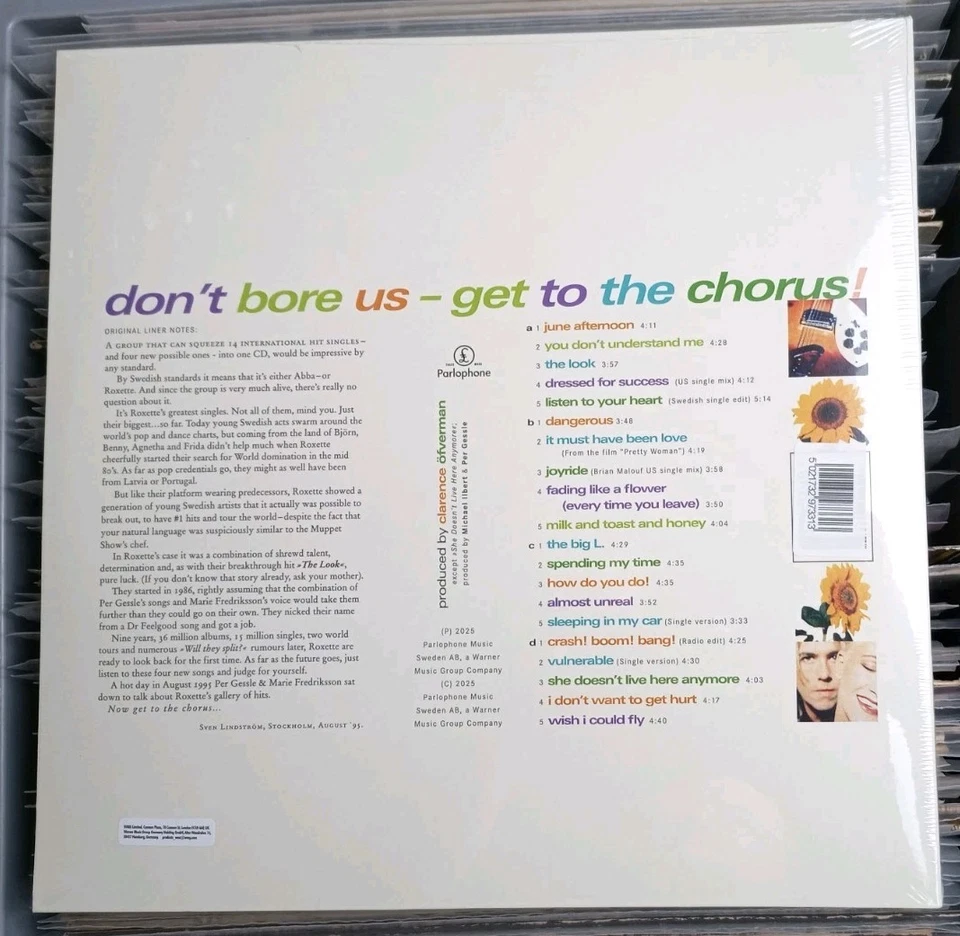 don't bore us – get to the chorus!
ORIGINAL LINER NOTES:
A GROUP THAT CAN SQUEEZE 14 INTERNATIONAL HIT SINGLES–
and four new possible ones - into one CD, would be impressive by
any standard.
By Swedish standards it means that it's either Abba–or
Roxette. And since the group is very much alive, there's really no
question about it.
It's Roxette's greatest singles. Not all of them, mind you. Just
their biggest...so far. Today young Swedish acts swarm around the
world's pop and dance charts, but coming from the land of Björn,
Benny, Agnetha and Frida didn't help much when Roxette
cheerfully started their search for World domination in the mid
80's. As far as pop credentials go, they might as well have been
from Latvia or Portugal.
But like their platform wearing predecessors, Roxette showed a
generation of young Swedish artists that it actually was possible to
break out, to have #1 hits and tour the world–despite the fact that
your natural language was suspiciously similar to the Muppet
Show's chef.
In Roxette's case it was a combination of shrewd talent,
determination and, as with their breakthrough hit »The Look«,
pure luck. (If you don't know that story already, ask your mother).
They started in 1986, rightly assuming that the combination of
Per Gessle's songs and Marie Fredriksson's voice would take them
further than they could go on their own. They nicked their name
from a Dr Feelgood song and got a job.
Nine years, 36 million albums, 15 million singles, two world
tours and numerous »Will they split?« rumours later, Roxette are
ready to look back for the first time. As far as the future goes, just
listen to these four new songs and judge for yourself.
A hot day in August 1995 Per Gessle & Marie Fredriksson sat
down to talk about Roxette's gallery of hits.
Now get to the chorus...
SVEN LINDSTRÖM, STOCKHOLM, AUGUST '95.
£
Parlophone
produced by clarence öfverman
except »She Doesn't Live Here Anymore«;
produced by Michael Ilbert & Per Gessle
(P) 2025
Parlophone Music
Sweden AB, a Warner
Music Group Company
(C) 2025
Parlophone Music
Sweden AB, a Warner
Music Group Company
a 1 june afternoon 4:11
2 you don't understand me 4:28
3 the look 3:57
4 dressed for success (US single mix) 4:12
5 listen to your heart (Swedish single edit) 5:14
b 1 dangerous 3:48
2 it must have been love
(From the film "Pretty Woman") 4:19
3 joyride (Brian Malouf US single mix) 3:58
4 fading like a flower
(every time you leave) 3:50
5 milk and toast and honey 4:04
c 1 the big L. 4:29
2 spending my time 4:35
3 how do you do! 4:35
4 almost unreal 3:52
5 sleeping in my car (Single version) 3:33
d 1 crash! boom! bang! (Radio edit) 4:25
2 vulnerable (Single version) 4:30
3 she doesn't live here anymore 4:03
4 i don't want to get hurt 4:17
5 wish i could fly 4:40
5 021732 973313